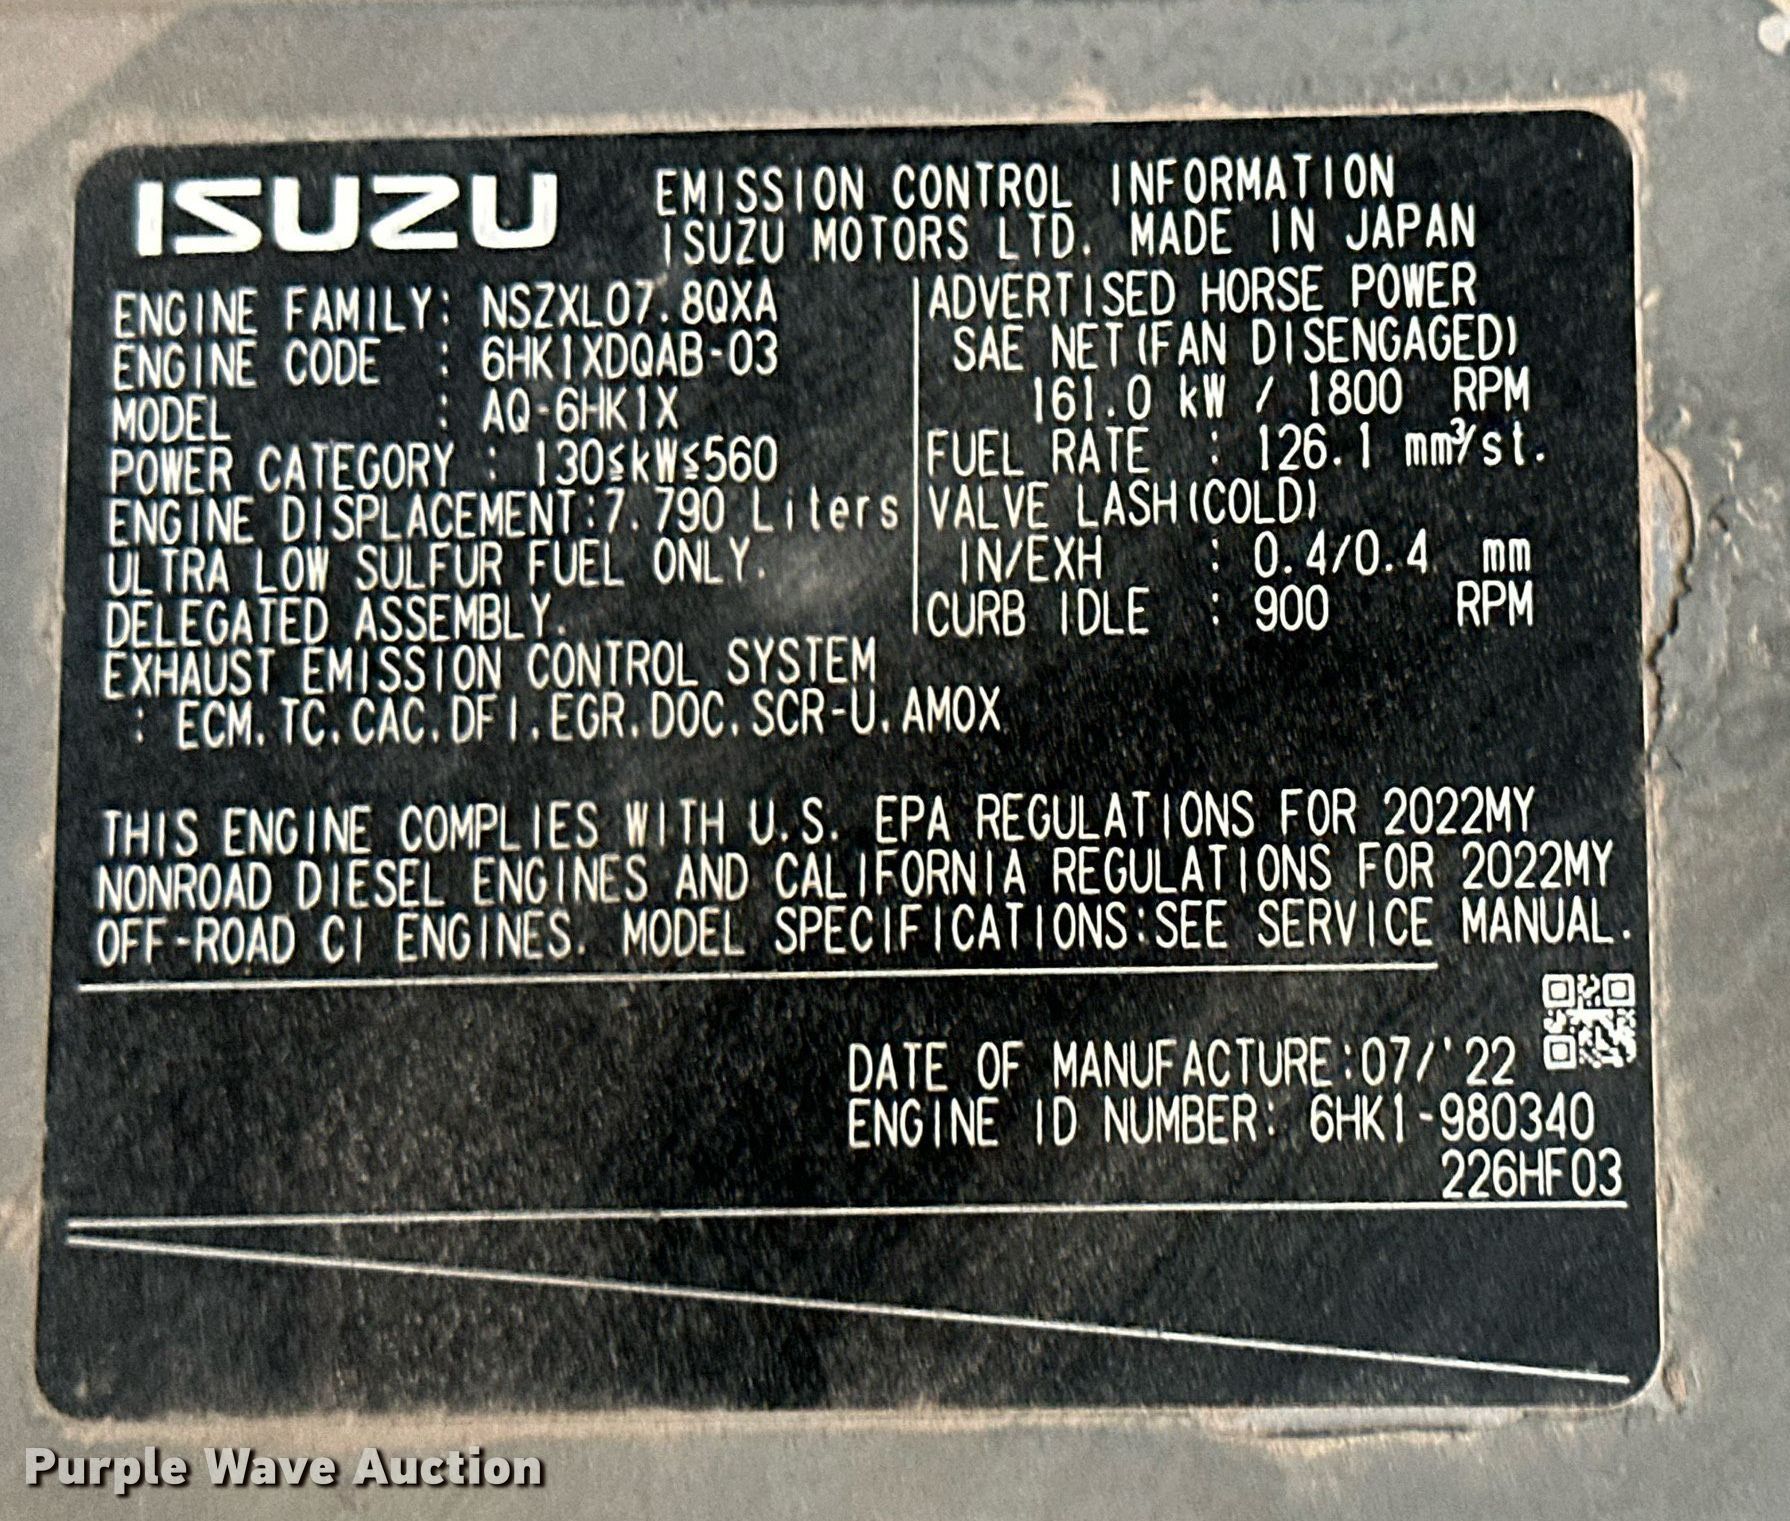 ISUZU
EMISSION CONTROL INFORMATION
ISUZU MOTORS LTD. MADE IN JAPAN
ENGINE FAMILY: NSZXL07.8QXA
ENGINE CODE : 6HK1XDQAB-03
MODEL : AQ-6HK1X
POWER CATEGORY : 130≦kW≦560
ENGINE DISPLACEMENT:7.790 Liters
ULTRA LOW SULFUR FUEL ONLY.
DELEGATED ASSEMBLY.
EXHAUST EMISSION CONTROL SYSTEM
: ECM.TC.CAC.DFI.EGR.DOC.SCR-U.AMOX
ADVERTISED HORSE POWER
SAE NET(FAN DISENGAGED)
161.0 kW / 1800 RPM
FUEL RATE : 126.1 mm³/st.
VALVE LASH(COLD)
IN/EXH : 0.4/0.4 mm
CURB IDLE : 900 RPM
THIS ENGINE COMPLIES WITH U.S. EPA REGULATIONS FOR 2022MY
NONROAD DIESEL ENGINES AND CALIFORNIA REGULATIONS FOR 2022MY
OFF-ROAD CI ENGINES. MODEL SPECIFICATIONS:SEE SERVICE MANUAL.
DATE OF MANUFACTURE:07/'22
ENGINE ID NUMBER: 6HK1-980340
226HF03
Purple Wave Auction